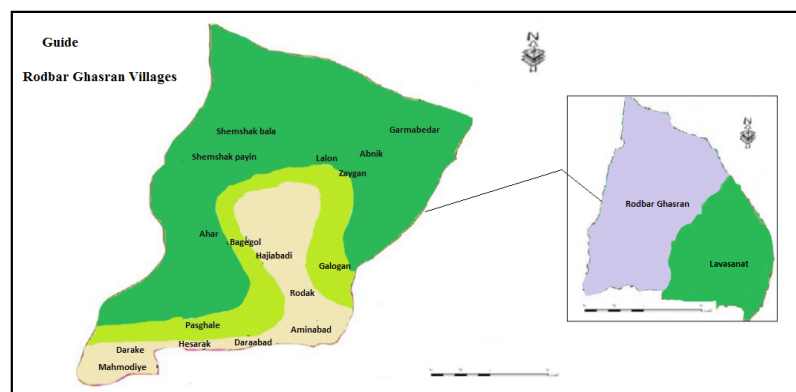 Guide
Rodbar Ghasran Villages
N
Garmabedar
Shemshak bala
Abnik
Shemshak payin
Lalon
Zaygan
Ahar
Bagegol
Hajiabadi
Galogan
Rodak
Pasghale
Aminabad
Hesarak
Daraabad
Darake
Mahmodiye
N
Rodbar Ghasran
Lavasanat